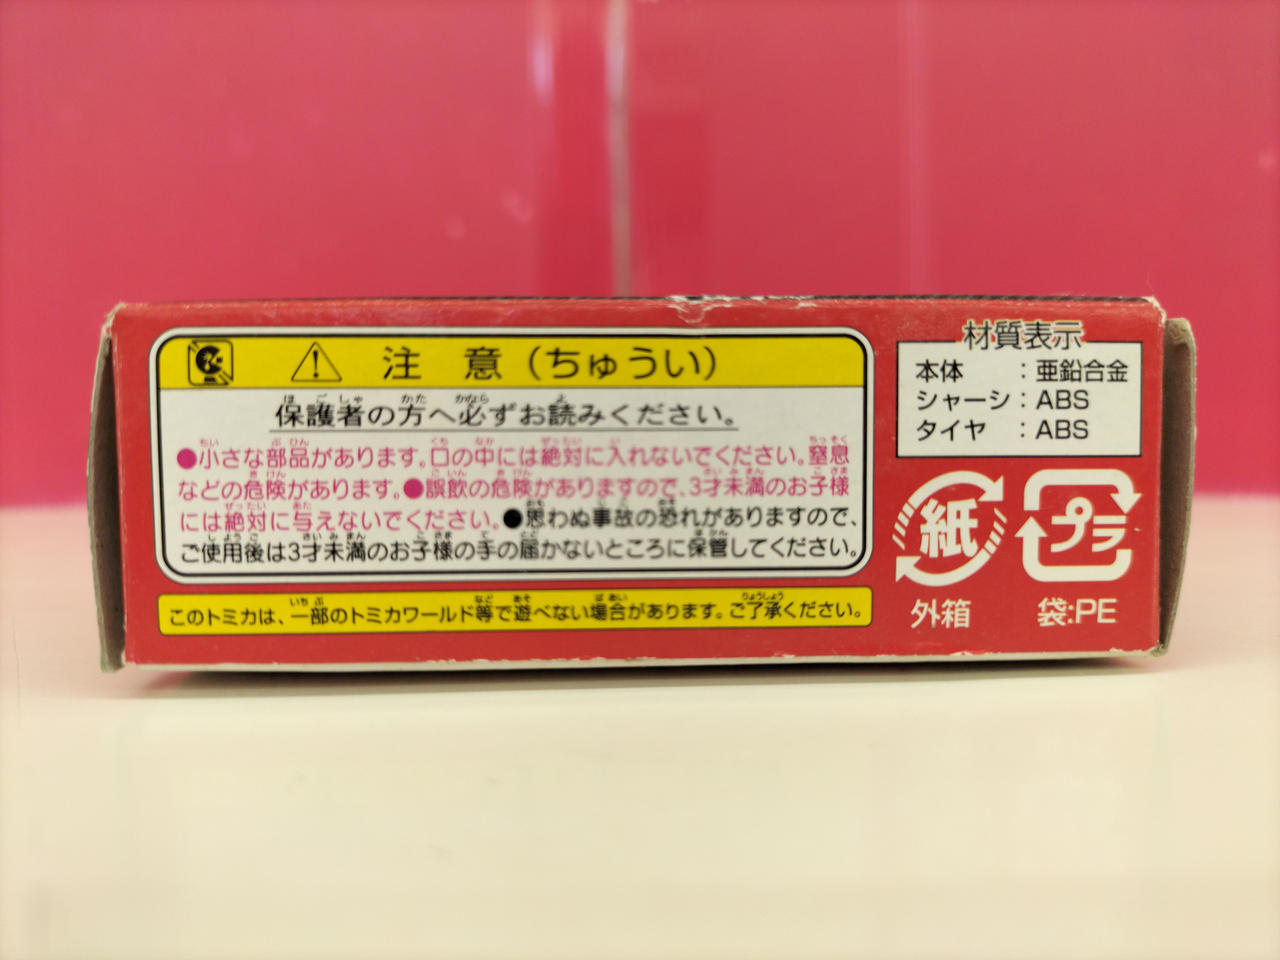 注 意（ちゅうい）
保護者の方へ必ずお読みください。
●小さな部品があります。口の中には絶対に入れないでください。窒息
などの危険があります。●誤飲の危険がありますので、3才未満のお子様
には絶対に与えないでください。●思わぬ事故の恐れがありますので、
ご使用後は3才未満のお子様の手の届かないところに保管してください。
このトミカは、一部のトミカワールド等で遊べない場合があります。ご了承ください。
材質表示
本体 ：亜鉛合金
シャーシ：ABS
タイヤ ：ABS
紙
外箱
プラ
袋:PE